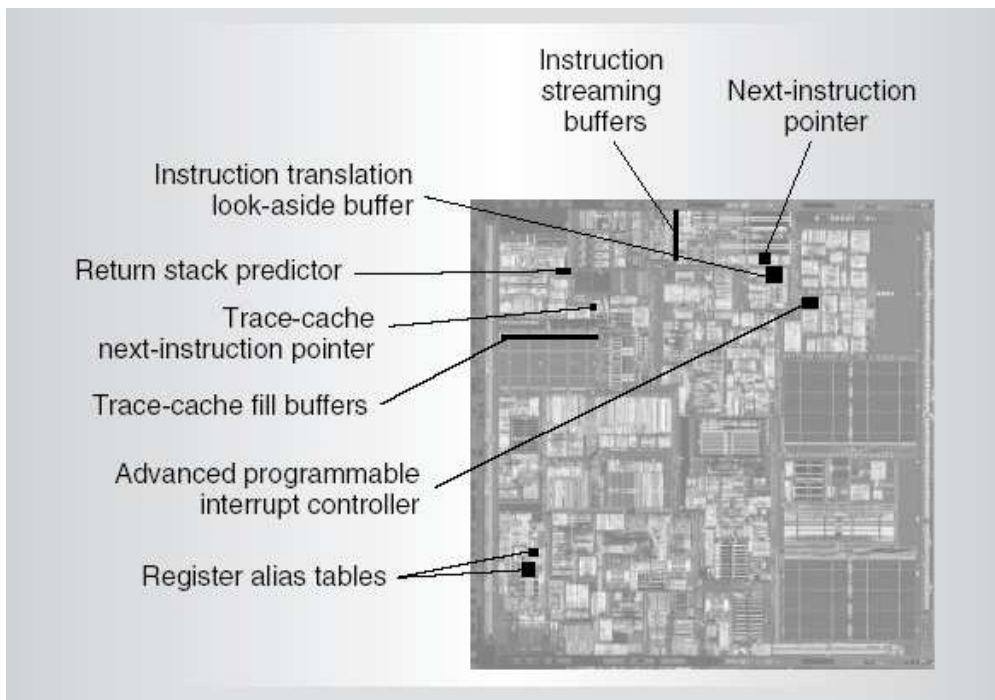 Instruction
streaming
buffers
Next-instruction
pointer
Instruction translation
look-aside buffer
Return stack predictor
Trace-cache
next-instruction pointer
Trace-cache fill buffers
Advanced programmable
interrupt controller
Register alias tables